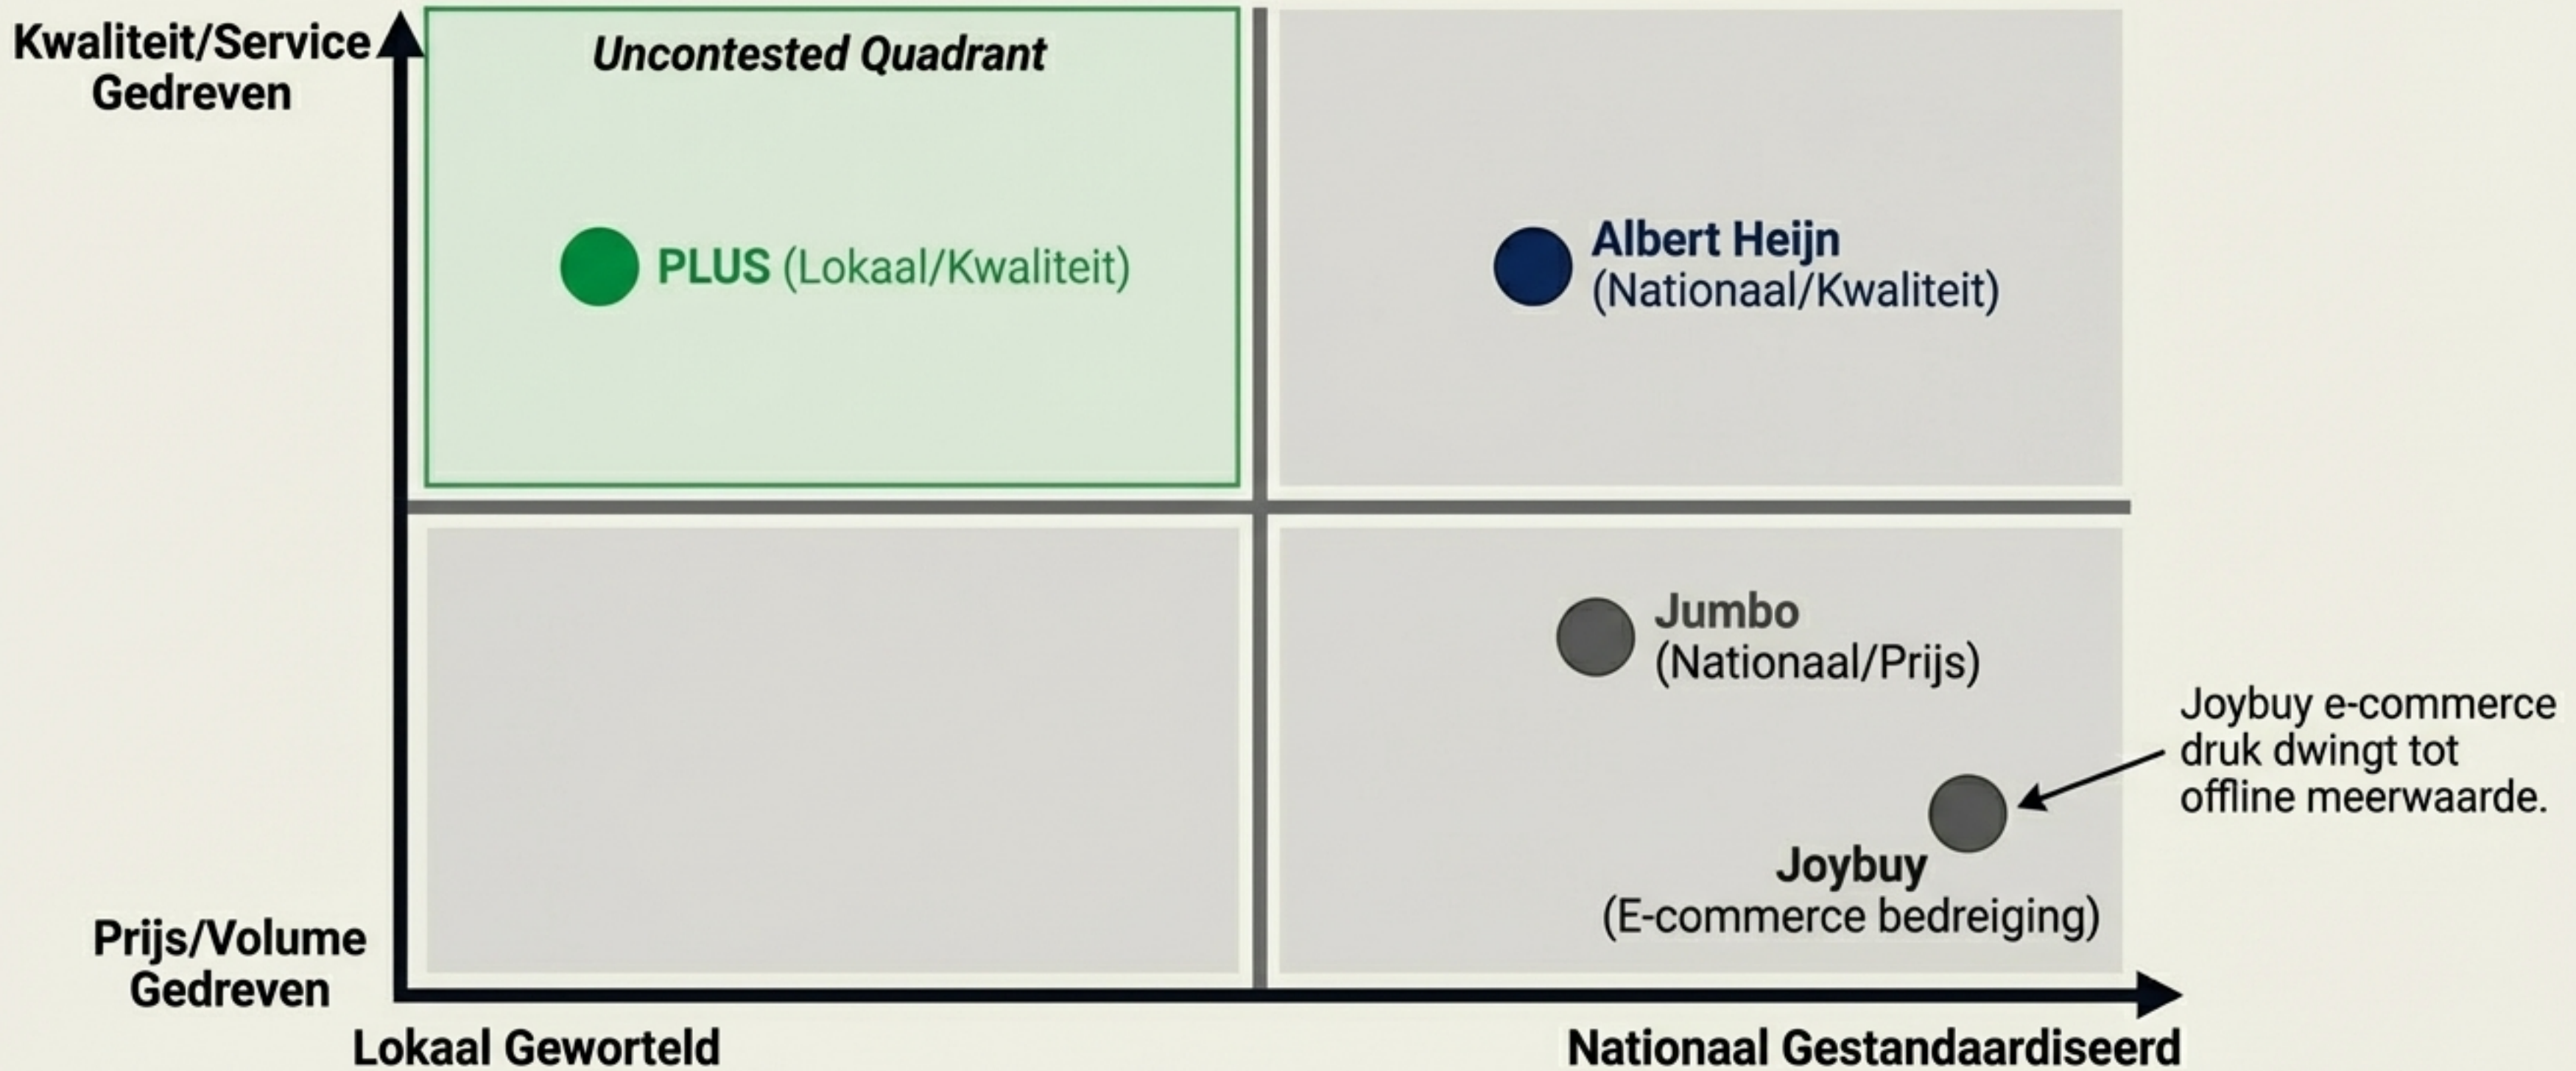 Kwaliteit/Service
Gedreven
Uncontested Quadrant
PLUS (Lokaal/Kwaliteit)
Albert Heijn
(Nationaal/Kwaliteit)
Jumbo
(Nationaal/Prijs)
Joybuy e-commerce
druk dwingt tot
offline meerwaarde.
Joybuy
(E-commerce bedreiging)
Prijs/Volume
Gedreven
Lokaal Geworteld
Nationaal Gestandaardiseerd